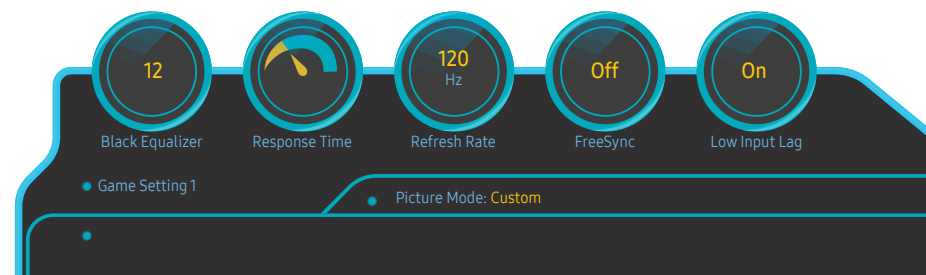 12
120
Hz
Off
On
Black Equalizer
Response Time
Refresh Rate
FreeSync
Low Input Lag
Game Setting 1
Picture Mode: Custom